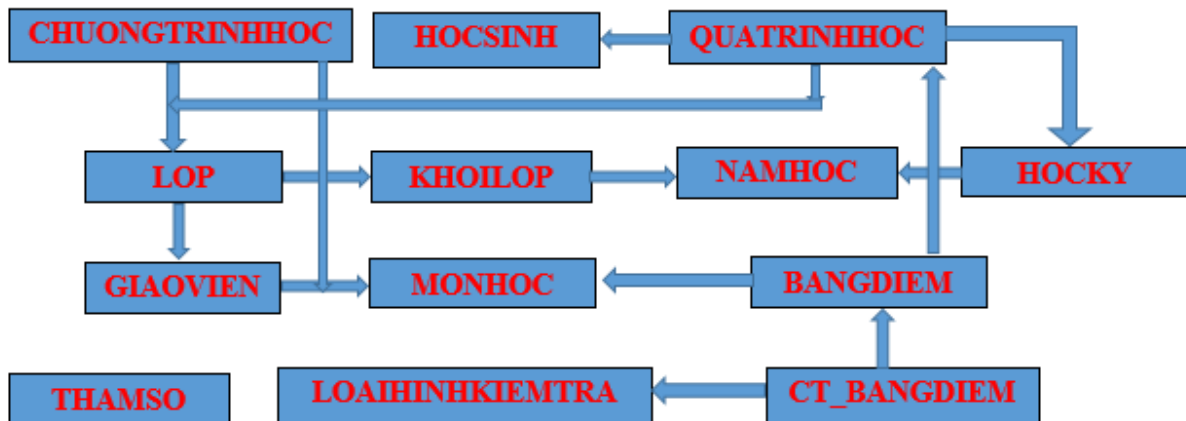 CHUONGTRINHHOC
HOCSINH
QUATRINHHOC
LOP
KHOILOP
NAMHOC
HOCKY
GIAOVIEN
MONHOC
BANGDIEM
THAMSO
LOAIHINHKIEMTRA
CT_BANGDIEM